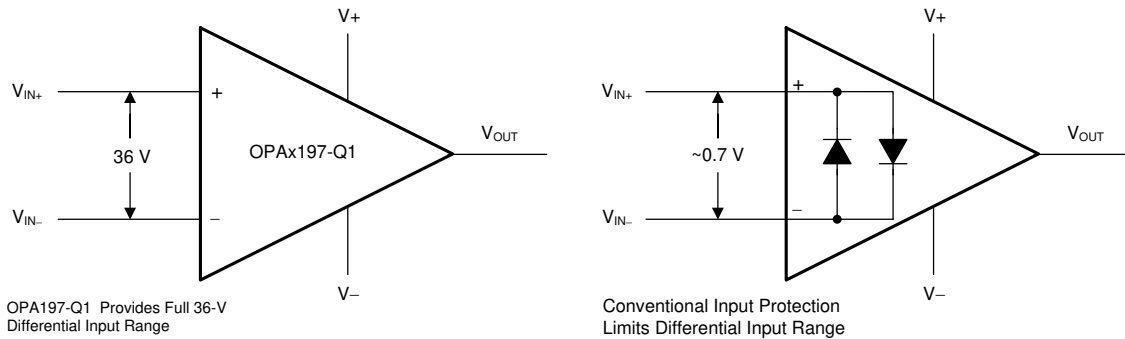 V+
VIN+
+
36 V
OPAx197-Q1
VOUT
VIN–
–
V–
OPA197-Q1 Provides Full 36-V
Differential Input Range
V+
VIN+
+
~0.7 V
VOUT
VIN–
–
V–
Conventional Input Protection
Limits Differential Input Range